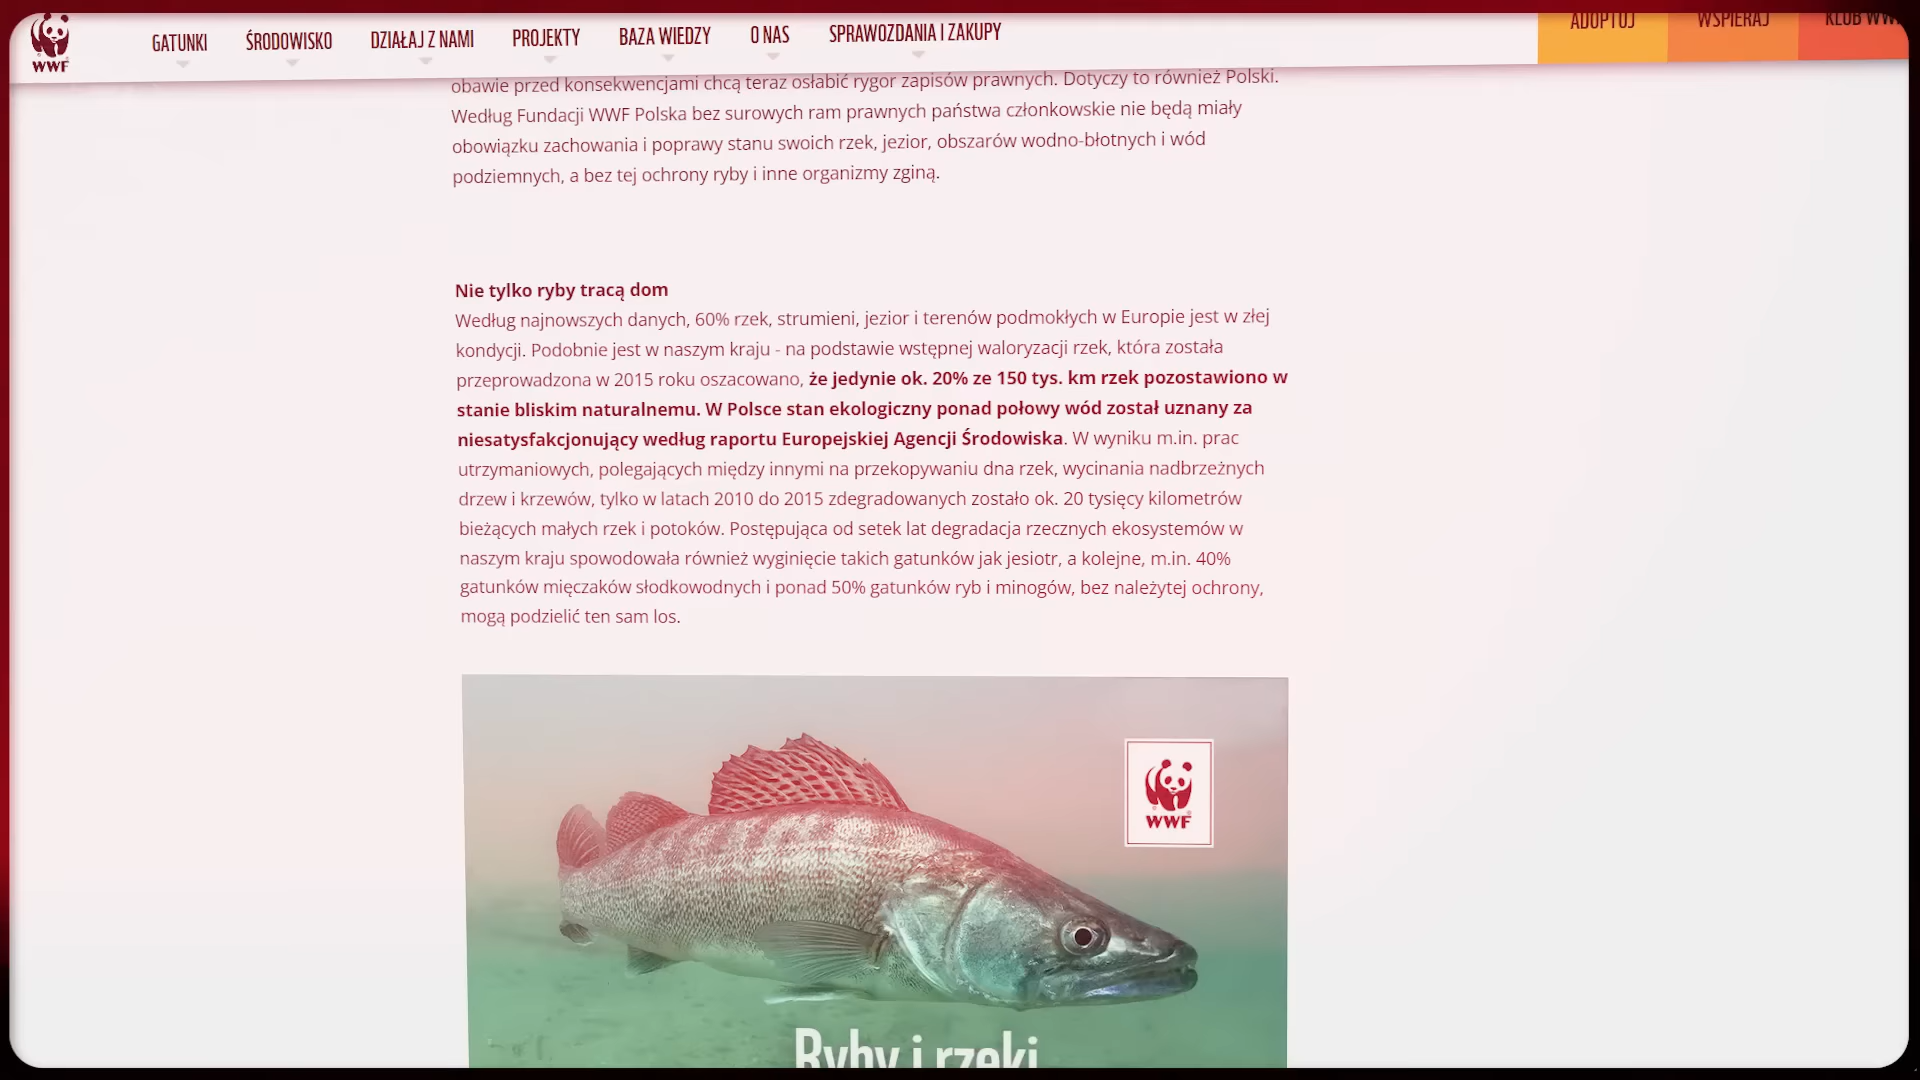 WWF
GATUNKI
ŚRODOWISKO
DZIAŁAJ Z NAMI
PROJEKTY
BAZA WIEDZY
O NAS
SPRAWOZDANIA I ZAKUPY
ADOPTUJ
WSPIERAJ
KLUB WWF
obawie przed konsekwencjami chcą teraz osłabić rygor zapisów prawnych. Dotyczy to również Polski.
Według Fundacji WWF Polska bez surowych ram prawnych państwa członkowskie nie będą miały
obowiązku zachowania i poprawy stanu swoich rzek, jezior, obszarów wodno-błotnych i wód
podziemnych, a bez tej ochrony ryby i inne organizmy zginą.
Nie tylko ryby tracą dom
Według najnowszych danych, 60% rzek, strumieni, jezior i terenów podmokłych w Europie jest w złej
kondycji. Podobnie jest w naszym kraju - na podstawie wstępnej waloryzacji rzek, która została
przeprowadzona w 2015 roku oszacowano, że jedynie ok. 20% ze 150 tys. km rzek pozostawiono w
stanie bliskim naturalnemu. W Polsce stan ekologiczny ponad połowy wód został uznany za
niesatysfakcjonujący według raportu Europejskiej Agencji Środowiska. W wyniku m.in. prac
utrzymaniowych, polegających między innymi na przekopywaniu dna rzek, wycinania nadbrzeżnych
drzew i krzewów, tylko w latach 2010 do 2015 zdegradowanych zostało ok. 20 tysięcy kilometrów
bieżących małych rzek i potoków. Postępująca od setek lat degradacja rzecznych ekosystemów w
naszym kraju spowodowała również wyginięcie takich gatunków jak jesiotr, a kolejne, m.in. 40%
gatunków mięczaków słodkowodnych i ponad 50% gatunków ryb i minogów, bez należytej ochrony,
mogą podzielić ten sam los.
WWF
Ryby i rzeki